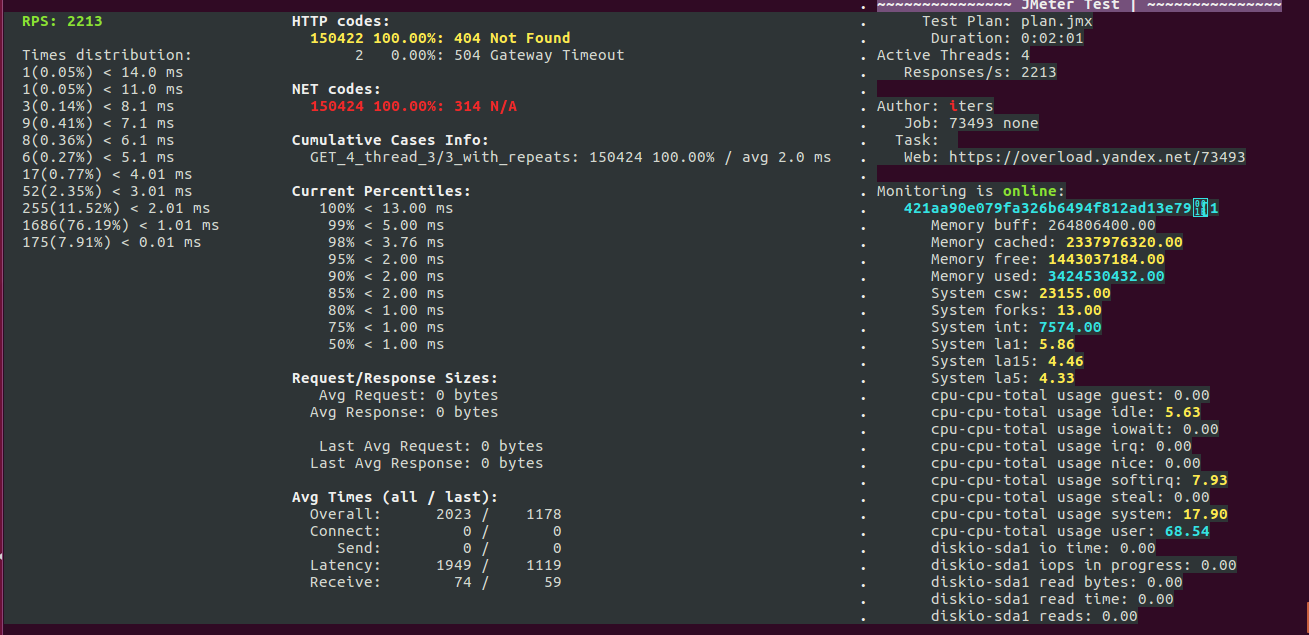 RPS: 2213
Times distribution:
1(0.05%) < 14.0 ms
1(0.05%) < 11.0 ms
3(0.14%) < 8.1 ms
9(0.41%) < 7.1 ms
8(0.36%) < 6.1 ms
6(0.27%) < 5.1 ms
17(0.77%) < 4.01 ms
52(2.35%) < 3.01 ms
255(11.52%) < 2.01 ms
1686(76.19%) < 1.01 ms
175(7.91%) < 0.01 ms
HTTP codes:
150422 100.00%: 404 Not Found
2 0.00%: 504 Gateway Timeout
NET codes:
150424 100.00%: 314 N/A
Cumulative Cases Info:
GET_4_thread_3/3_with_repeats: 150424 100.00% / avg 2.0 ms
Current Percentiles:
100% < 13.00 ms
99% < 5.00 ms
98% < 3.76 ms
95% < 2.00 ms
90% < 2.00 ms
85% < 2.00 ms
80% < 1.00 ms
75% < 1.00 ms
50% < 1.00 ms
Request/Response Sizes:
Avg Request: 0 bytes
Avg Response: 0 bytes
Last Avg Request: 0 bytes
Last Avg Response: 0 bytes
Avg Times (all / last):
Overall: 2023 / 1178
Connect: 0 / 0
Send: 0 / 0
Latency: 1949 / 1119
Receive: 74 / 59
~~~~~~~~~~~~~~~ JMeter Test | ~~~~~~~~~~~~~~~
Test Plan: plan.jmx
Duration: 0:02:01
Active Threads: 4
Responses/s: 2213
Author: iters
Job: 73493 none
Task:
Web: https://overload.yandex.net/73493
Monitoring is online:
421aa90e079fa326b6494f812ad13e79 1
Memory buff: 264806400.00
Memory cached: 2337976320.00
Memory free: 1443037184.00
Memory used: 3424530432.00
System csw: 23155.00
System forks: 13.00
System int: 7574.00
System la1: 5.86
System la15: 4.46
System la5: 4.33
cpu-cpu-total usage guest: 0.00
cpu-cpu-total usage idle: 5.63
cpu-cpu-total usage iowait: 0.00
cpu-cpu-total usage irq: 0.00
cpu-cpu-total usage nice: 0.00
cpu-cpu-total usage softirq: 7.93
cpu-cpu-total usage steal: 0.00
cpu-cpu-total usage system: 17.90
cpu-cpu-total usage user: 68.54
diskio-sda1 io time: 0.00
diskio-sda1 iops in progress: 0.00
diskio-sda1 read bytes: 0.00
diskio-sda1 read time: 0.00
diskio-sda1 reads: 0.00